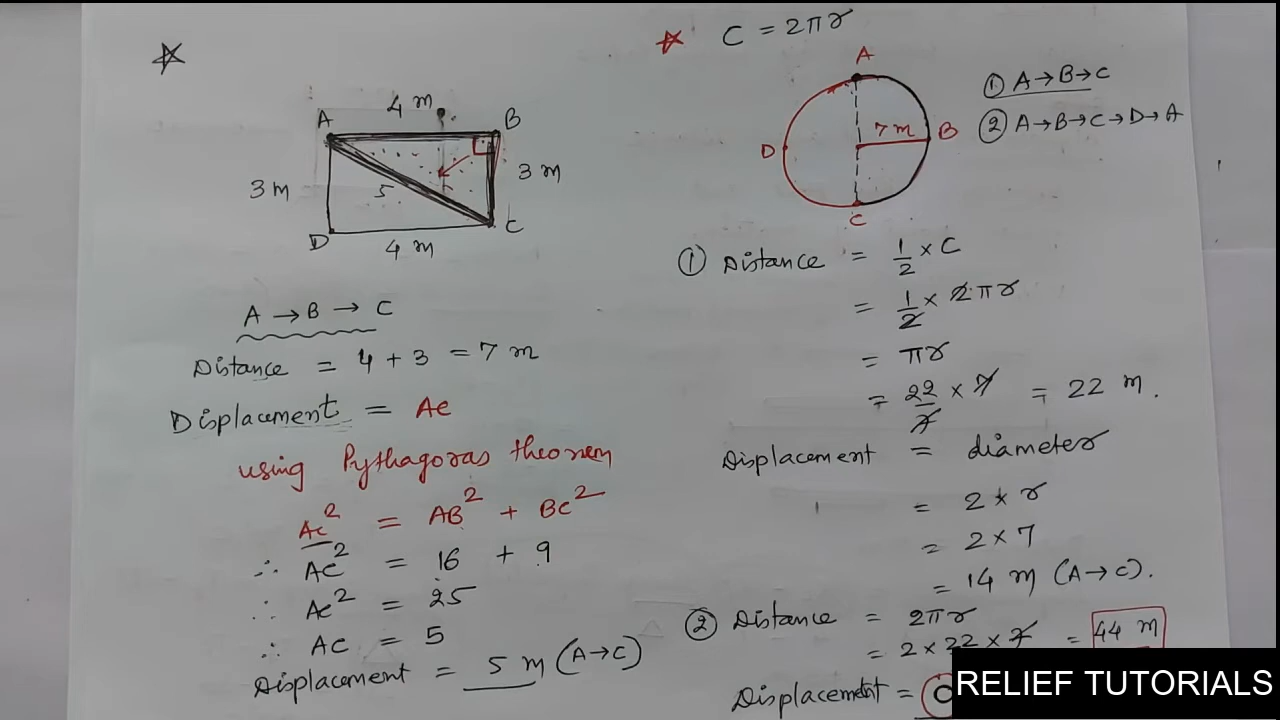 4 m
A B
3 m 5 3 m
D C
4 m
A → B → C
Distance = 4 + 3 = 7 m
Displacement = AC
using Pythagoras theorem
AC² = AB² + BC²
∴ AC² = 16 + 9
∴ AC² = 25
∴ AC = 5
Displacement = 5 m (A→C)
C = 2πr
A
D 7 m B
C
① A→B→C
② A→B→C→D→A
① Distance = 1/2 × C
= 1/2 × 2πr
= πr
= 22/7 × 7 = 22 m.
Displacement = diameter
= 2 × r
= 2 × 7
= 14 m (A→C).
② Distance = 2πr
= 2 × 22 × 7 = 44 m
Displacement = 0
RELIEF TUTORIALS